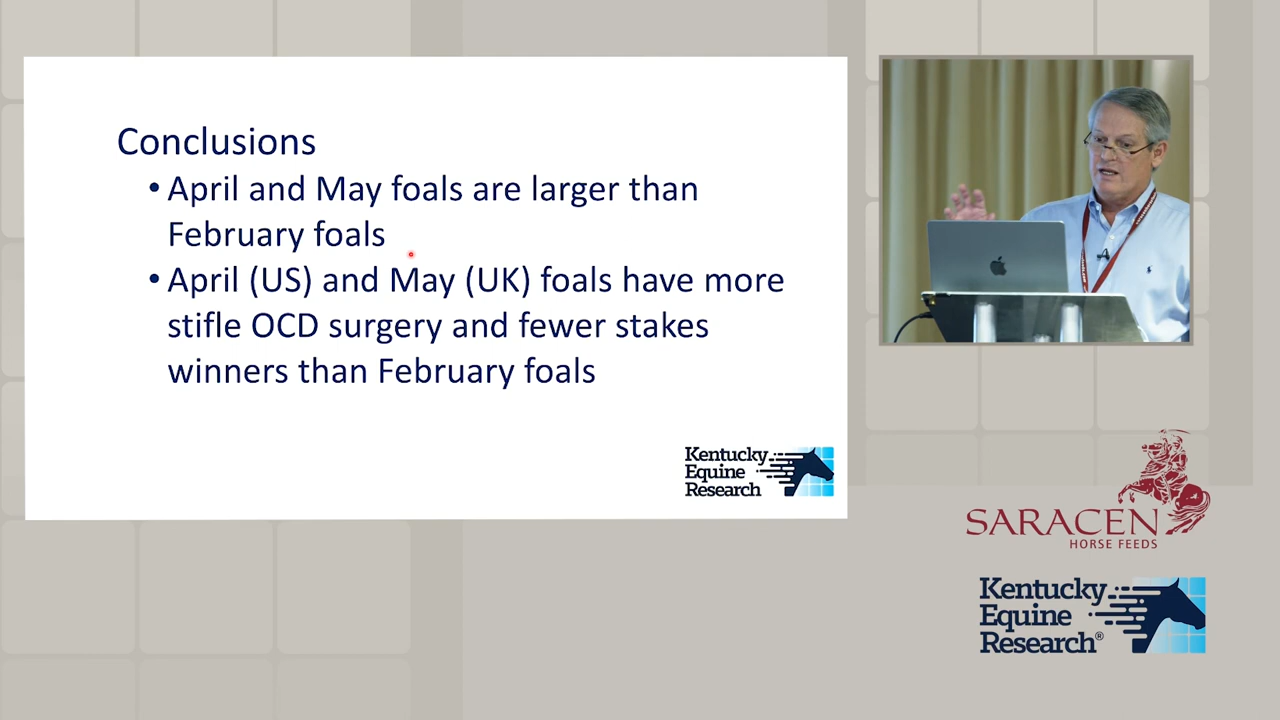 Conclusions
• April and May foals are larger than
February foals
• April (US) and May (UK) foals have more
stifle OCD surgery and fewer stakes
winners than February foals
Kentucky
Equine
Research
SARACEN
HORSE FEEDS
Kentucky
Equine
Research®